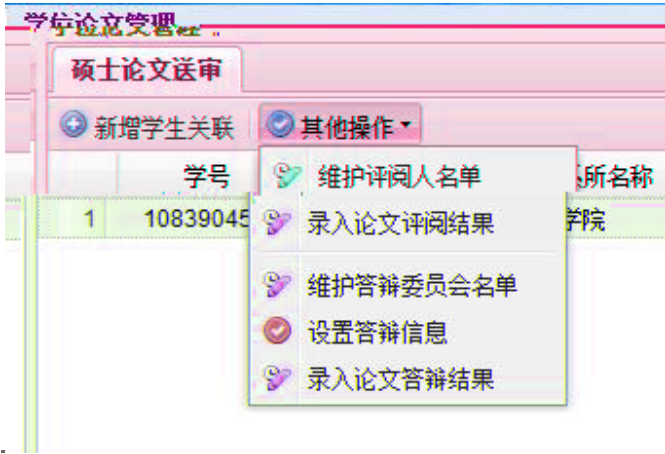 学位论文管理
硕士论文送审
新增学生关联 其他操作
学号 所名称
维护评阅人名单
1 10839045 学院
录入论文评阅结果
维护答辩委员会名单
设置答辩信息
录入论文答辩结果